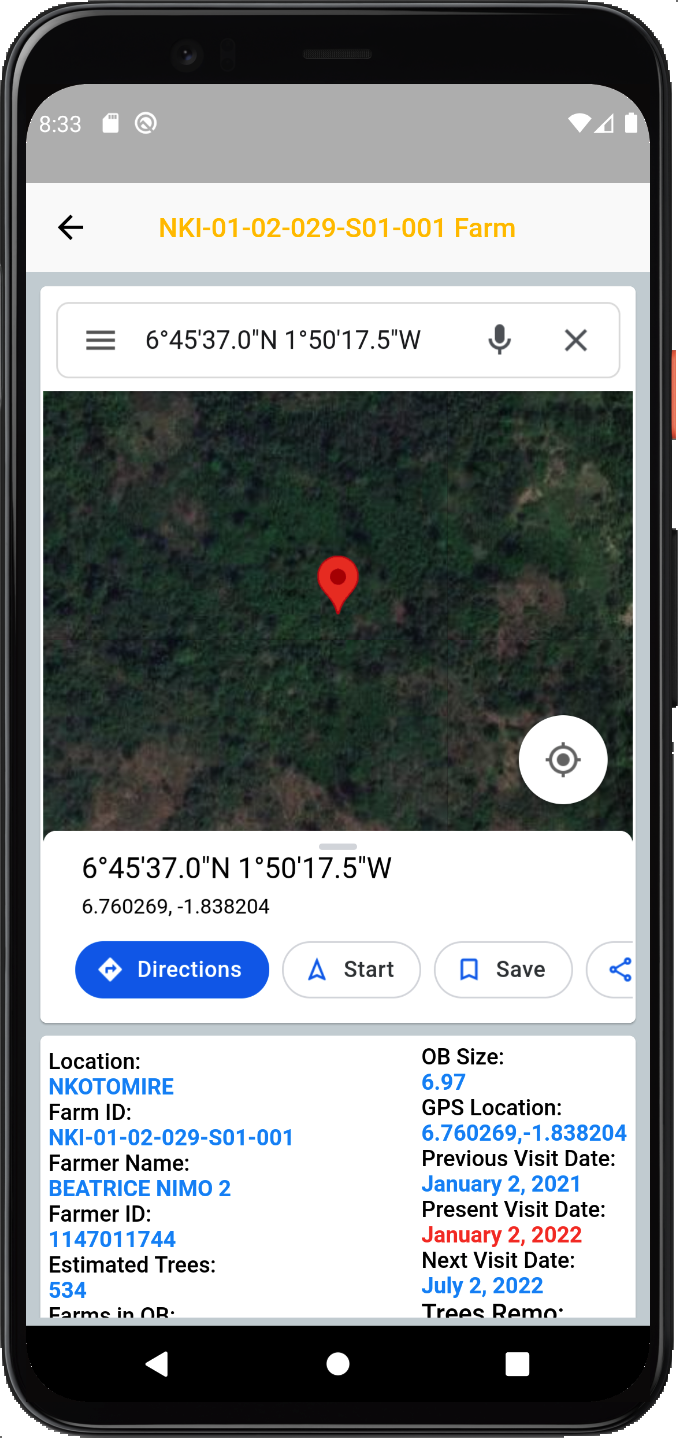 8:33
NKI-01-02-029-S01-001 Farm
6°45'37.0"N 1°50'17.5"W
6°45'37.0"N 1°50'17.5"W
6.760269, -1.838204
Directions
Start
Save
Location:
NKOTOMIRE
Farm ID:
NKI-01-02-029-S01-001
Farmer Name:
BEATRICE NIMO 2
Farmer ID:
1147011744
Estimated Trees:
534
Farms in OB:
OB Size:
6.97
GPS Location:
6.760269,-1.838204
Previous Visit Date:
January 2, 2021
Present Visit Date:
January 2, 2022
Next Visit Date:
July 2, 2022
Trees Remo: